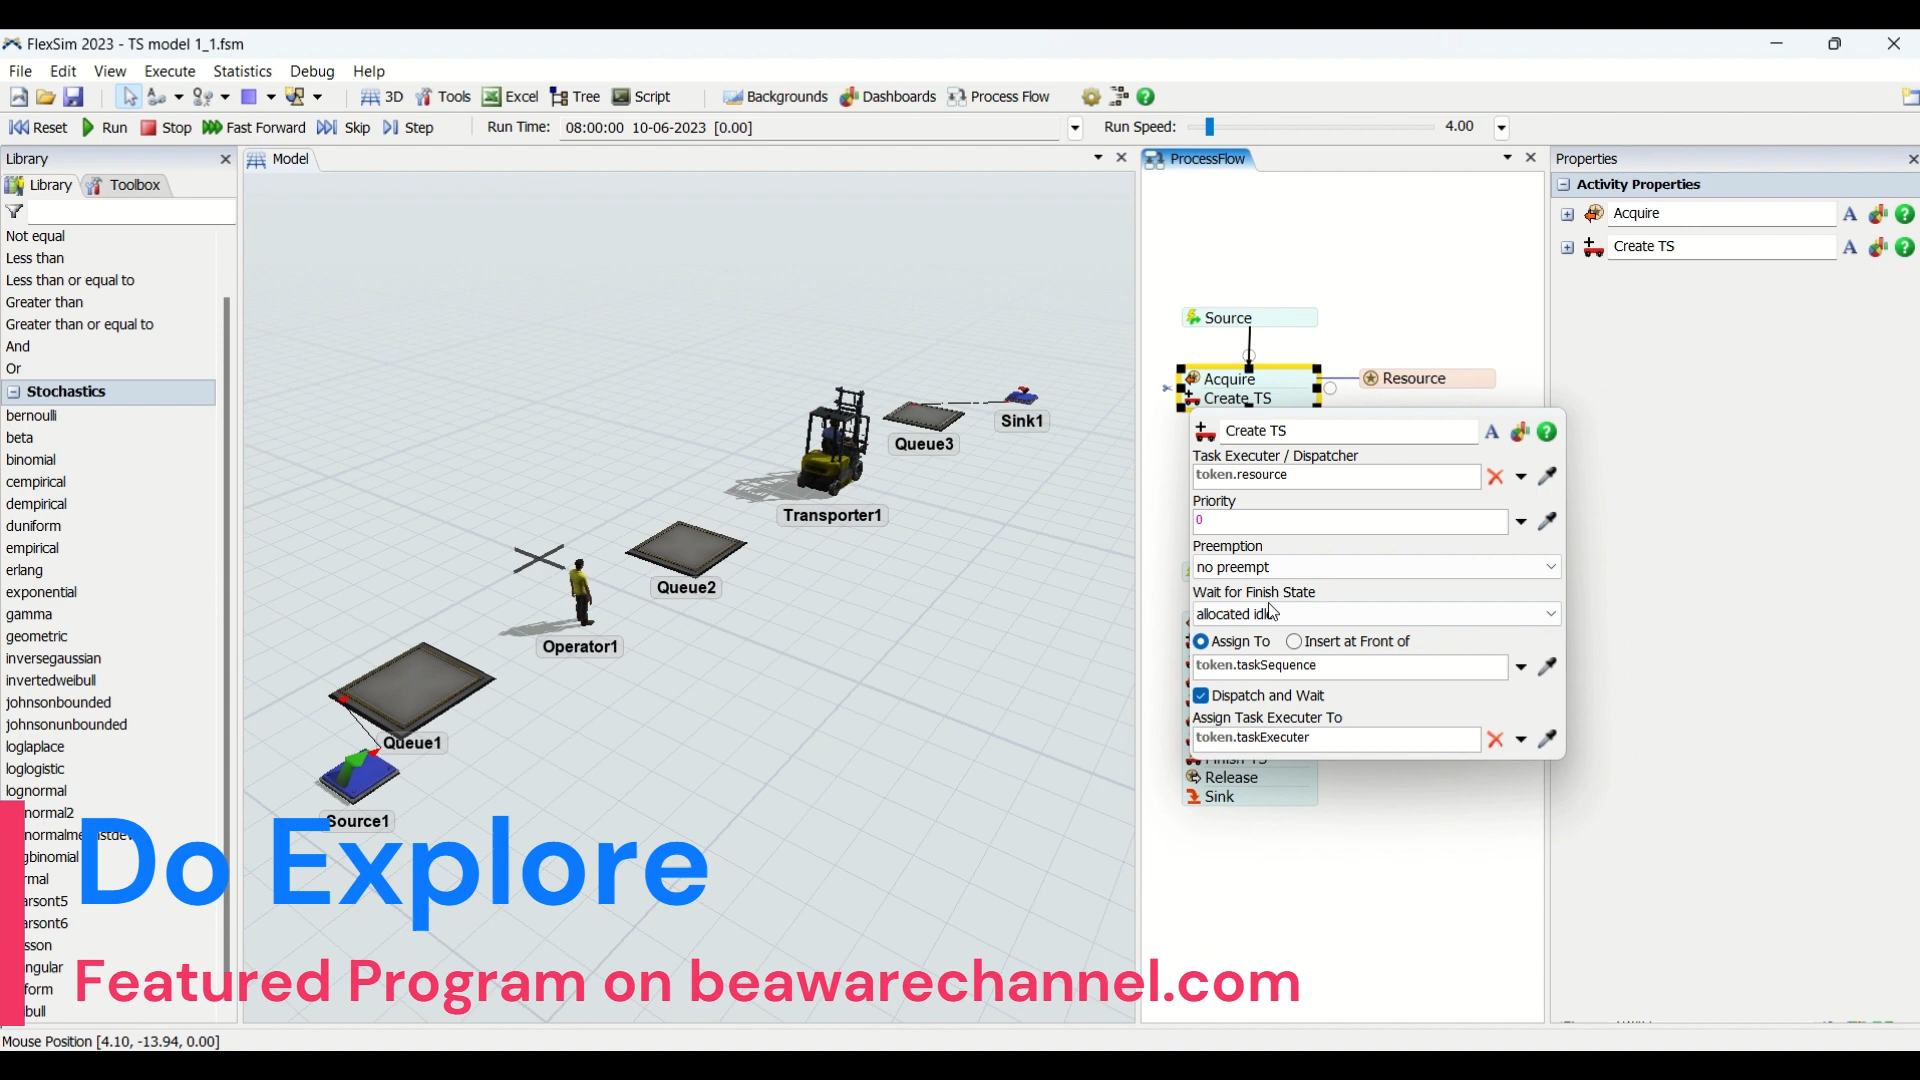 FlexSim 2023 - TS model 1_1.fsm
File Edit View Execute Statistics Debug Help
3D Tools Excel Tree Script Backgrounds Dashboards Process Flow
Reset Run Stop Fast Forward Skip Step Run Time: 08:00:00 10-06-2023 [0.00] Run Speed: 4.00
Library
Library Toolbox
Not equal
Less than
Less than or equal to
Greater than
Greater than or equal to
And
Or
Stochastics
bernoulli
beta
binomial
cempirical
dempirical
duniform
empirical
erlang
exponential
gamma
geometric
inversegaussian
invertedweibull
johnsonbounded
johnsonunbounded
loglaplace
loglogistic
lognormal
Model
Sink1
Queue3
Transporter1
Queue2
Operator1
Queue1
Source1
ProcessFlow
Source
Acquire
Create TS
Resource
Create TS
Task Executer / Dispatcher
token.resource
Priority
0
Preemption
no preempt
Wait for Finish State
allocated idle
Assign To Insert at Front of
token.taskSequence
Dispatch and Wait
Assign Task Executer To
token.taskExecuter
Finish TS
Release
Sink
Properties
Activity Properties
Acquire
Create TS
Do Explore
Featured Program on beawarechannel.com
Mouse Position [4.10, -13.94, 0.00]